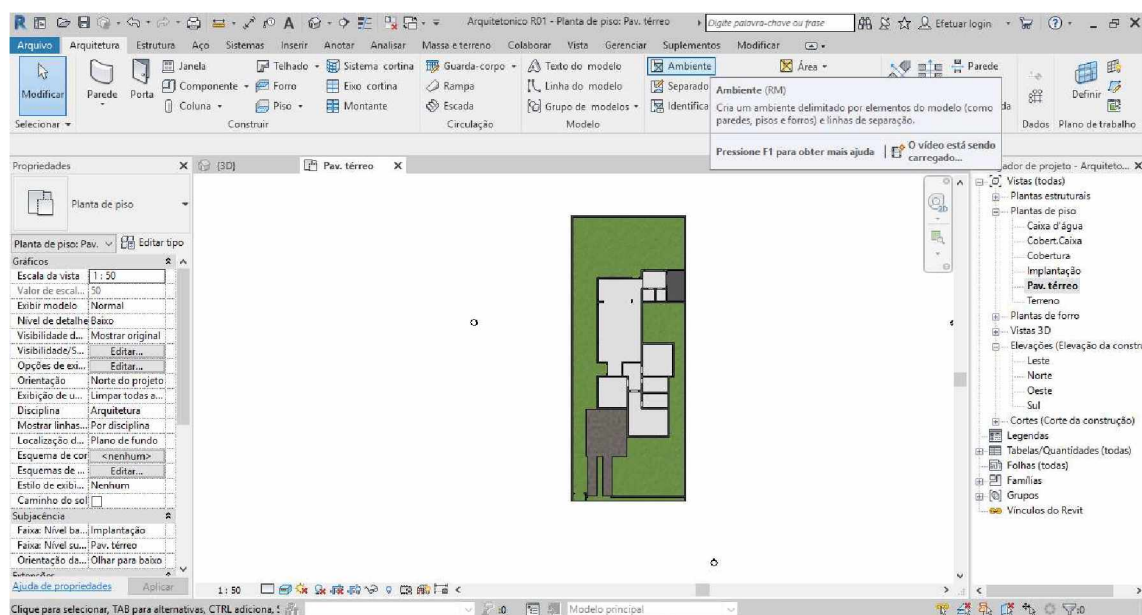 Arquitetonico R01 - Planta de piso: Pav. térreo
Digite palavra-chave ou frase
Efetuar login
Arquivo Arquitetura Estrutura Aço Sistemas Inserir Anotar Analisar Massa e terreno Colaborar Vista Gerenciar Suplementos Modificar
Modificar
Parede
Porta
Janela
Componente
Coluna
Telhado
Forro
Piso
Sistema cortina
Eixo cortina
Montante
Guarda-corpo
Rampa
Escada
Texto do modelo
Linha do modelo
Grupo de modelos
Ambiente
Separado
Identifica
Área
Parede
Definir
Selecionar
Construir
Circulação
Modelo
Dados
Plano de trabalho
Ambiente (RM)
Cria um ambiente delimitado por elementos do modelo (como
paredes, pisos e forros) e linhas de separação.
Pressione F1 para obter mais ajuda
O vídeo está sendo
carregado...
Propriedades X
{3D}
Pav. térreo X
Planta de piso
Planta de piso: Pav.
Editar tipo
Gráficos
Escala da vista 1 : 50
Valor de escal... 50
Exibir modelo Normal
Nível de detalhe Baixo
Visibilidade d... Mostrar original
Visibilidade/S... Editar...
Opções de exi... Editar...
Orientação Norte do projeto
Exibição de u... Limpar todas a...
Disciplina Arquitetura
Mostrar linhas... Por disciplina
Localização d... Plano de fundo
Esquema de cor <nenhum>
Esquemas de ... Editar...
Estilo de exibi... Nenhum
Caminho do sol
Subjacência
Faixa: Nível ba... Implantação
Faixa: Nível su... Pav. térreo
Orientação da... Olhar para baixo
Ajuda de propriedades
Aplicar
ador de projeto - Arquiteto... X
Vistas (todas)
Plantas estruturais
Plantas de piso
Caixa d'água
Cobert.Caixa
Cobertura
Implantação
Pav. térreo
Terreno
Plantas de forro
Vistas 3D
Elevações (Elevação da constr
Leste
Norte
Oeste
Sul
Cortes (Corte da construção)
Legendas
Tabelas/Quantidades (todas)
Folhas (todas)
Famílias
Grupos
Vínculos do Revit
1 : 50
Clique para selecionar, TAB para alternativas, CTRL adiciona,
:0
Modelo principal
:0